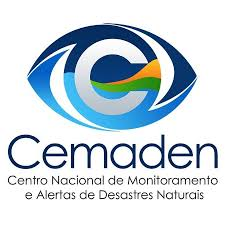 C
Cemaden
Centro Nacional de Monitoramento
e Alertas de Desastres Naturais